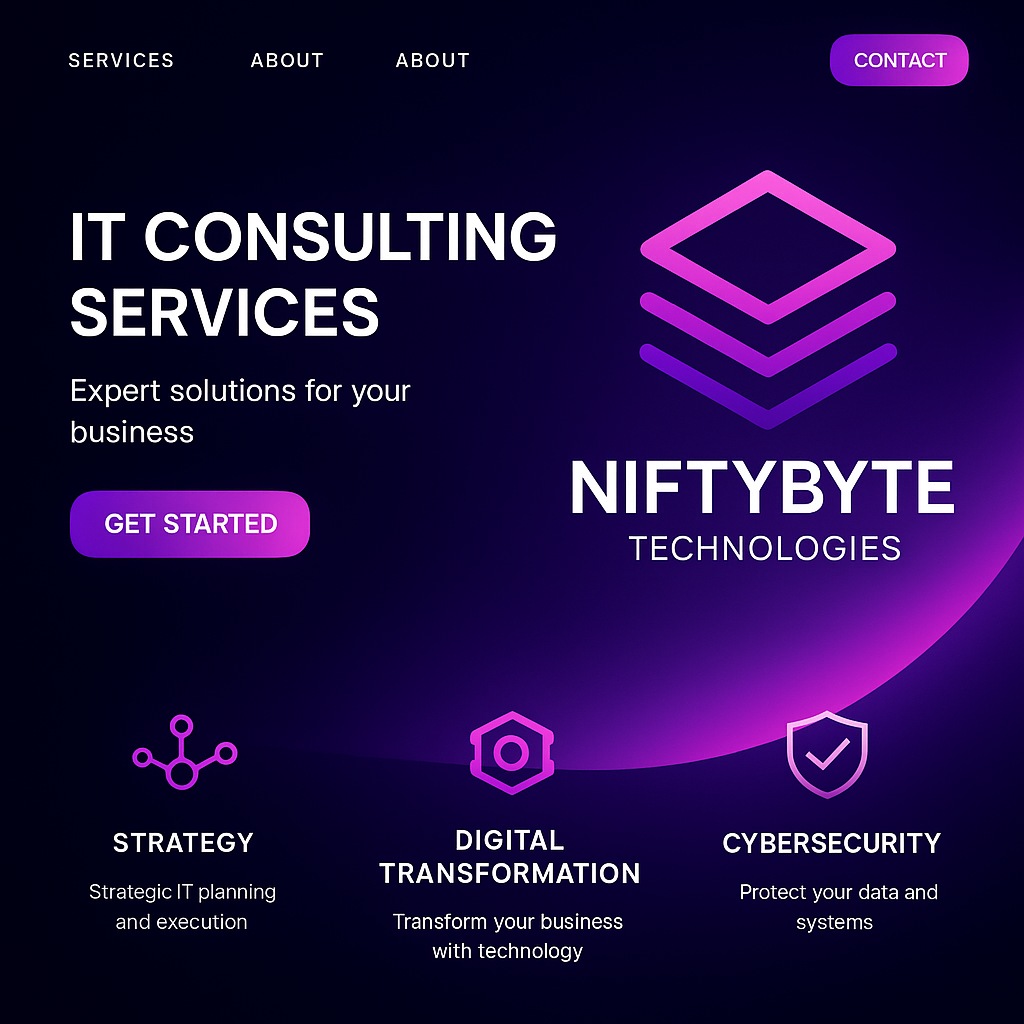 SERVICES ABOUT ABOUT CONTACT
IT CONSULTING
SERVICES
Expert solutions for your
business
GET STARTED
NIFTYBYTE
TECHNOLOGIES
STRATEGY
Strategic IT planning
and execution
DIGITAL
TRANSFORMATION
Transform your business
with technology
CYBERSECURITY
Protect your data and
systems